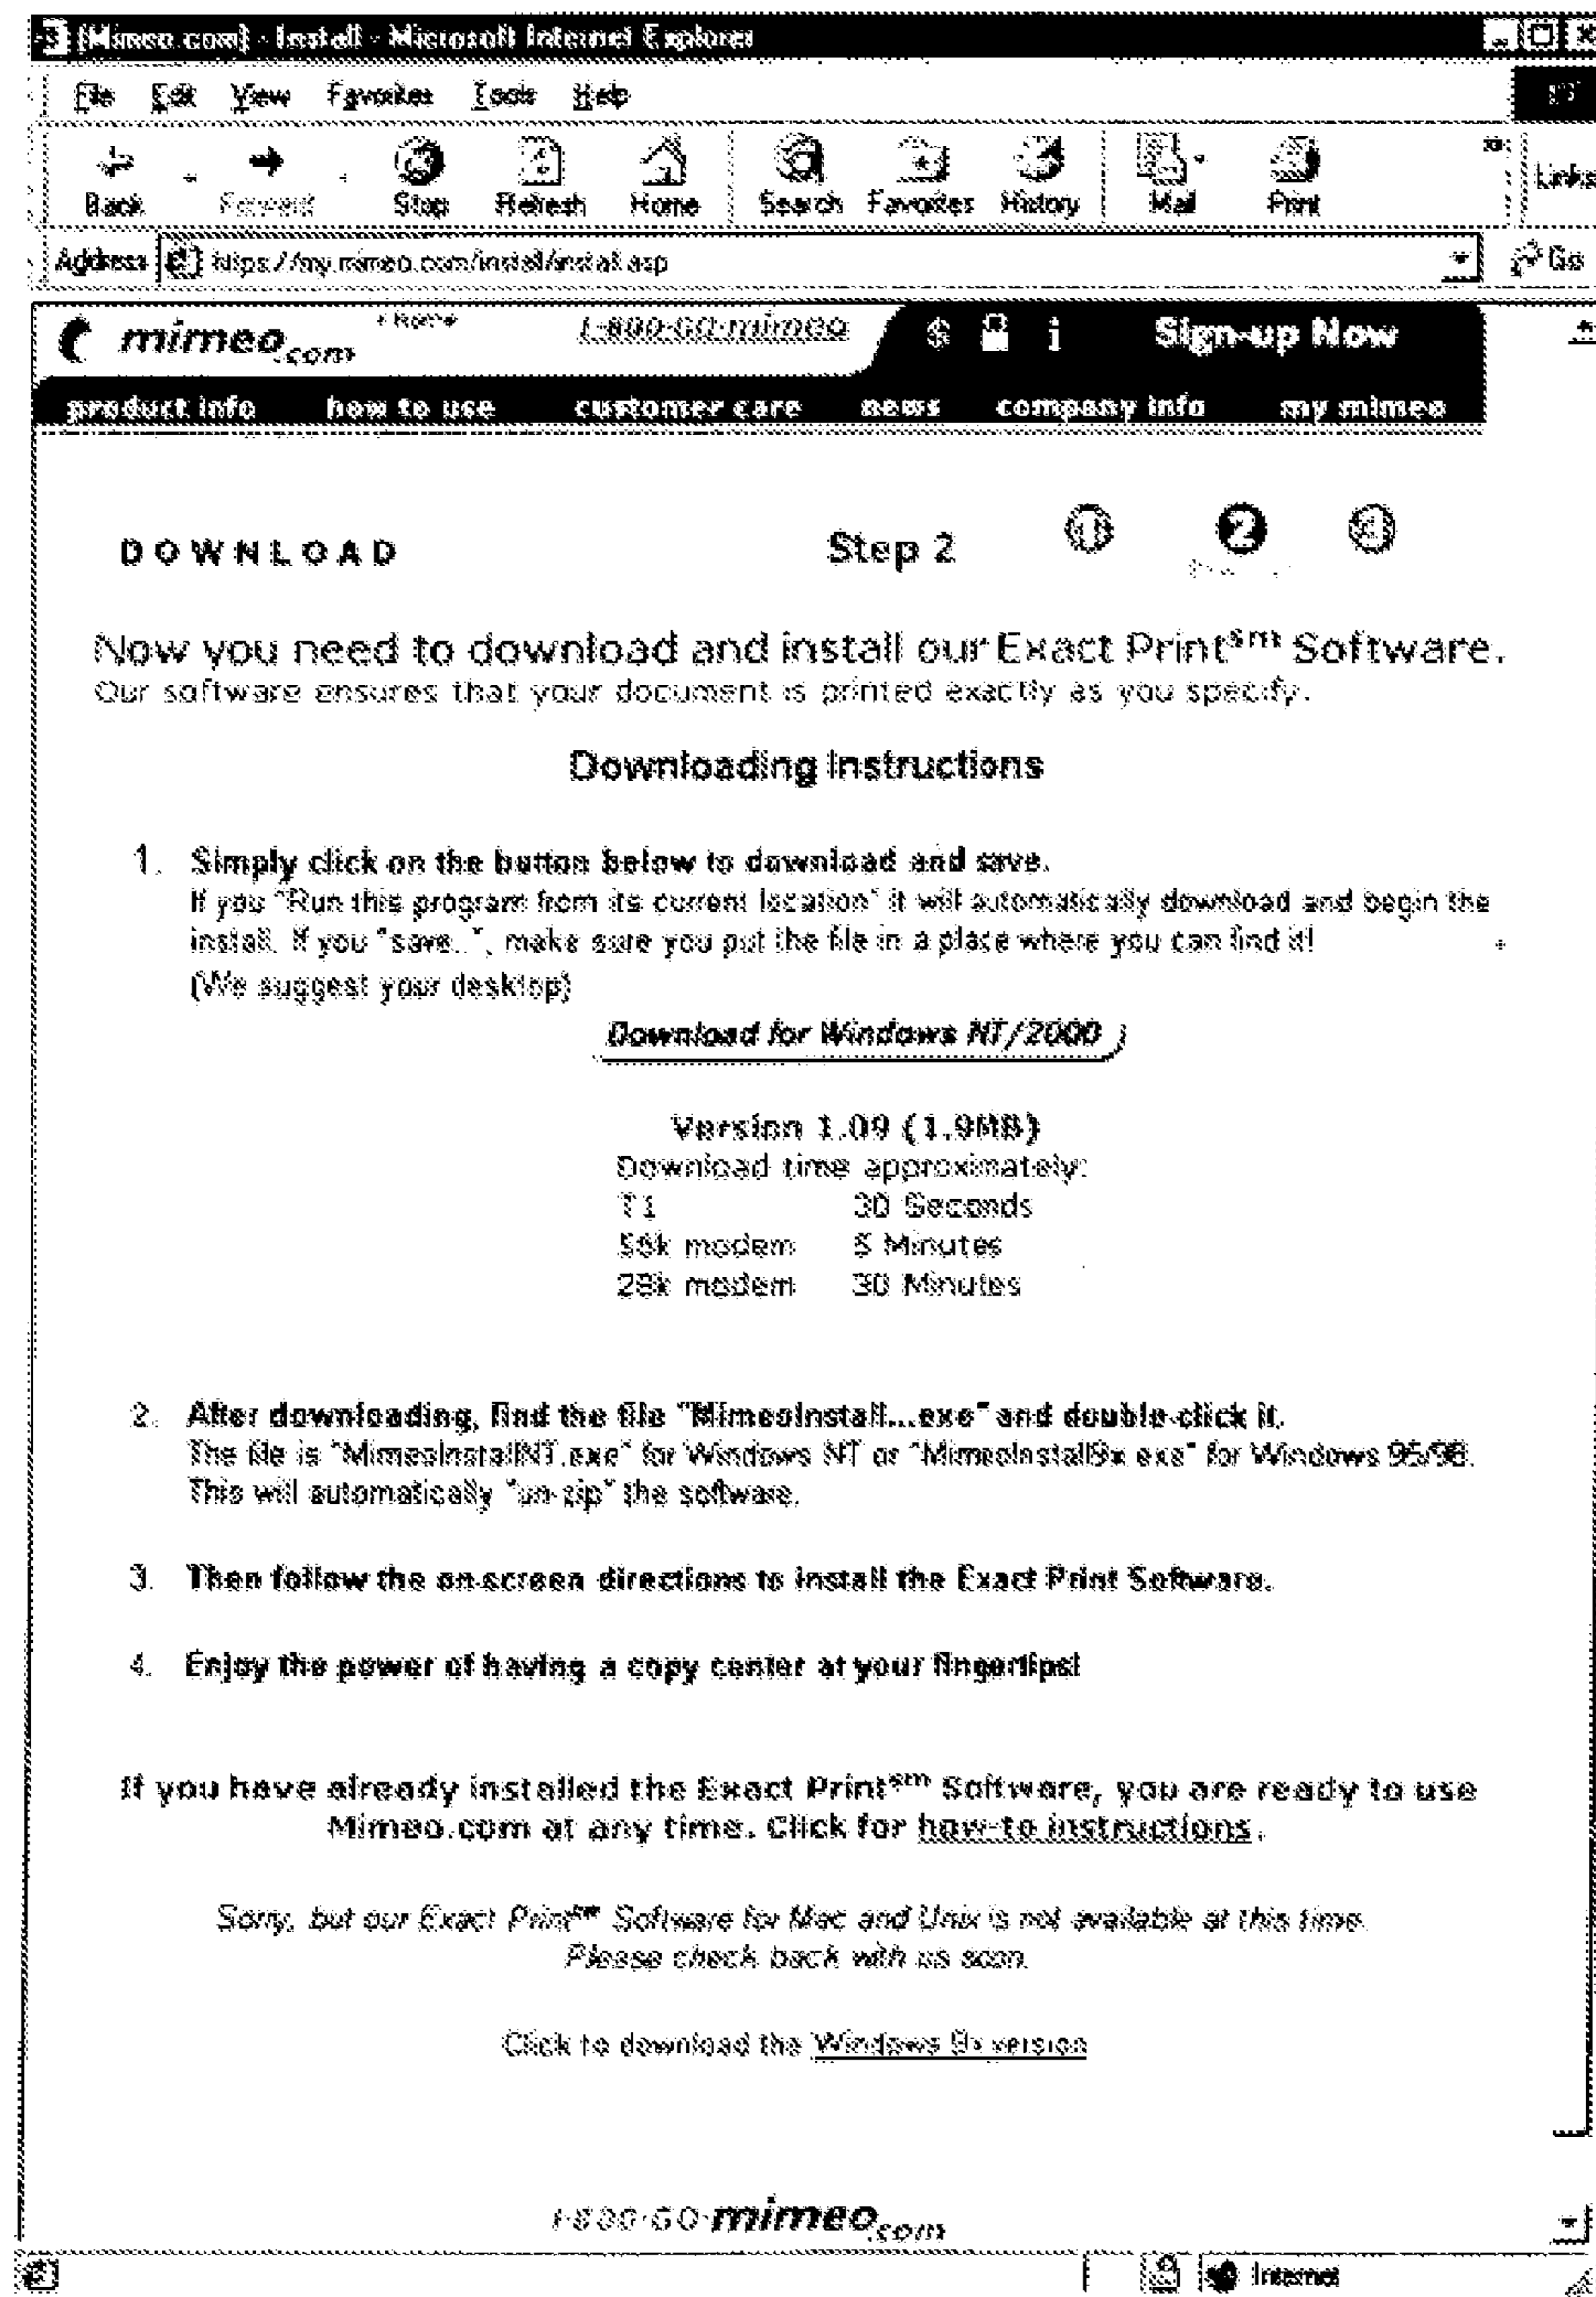 [Mimeo.com] - Install - Microsoft Internet Explorer
File Edit View Favorites Tools Help
Back Forward Stop Refresh Home Search Favorites History Mail Print Links
Address https://my.mimeo.com/install/install.asp Go
mimeo.com Home 1-800-GO-mimeo $ i Sign-up Now
product info how to use customer care news company info my mimeo
DOWNLOAD Step 2 1 2
Now you need to download and install our Exact Print℠ Software.
Our software ensures that your document is printed exactly as you specify.
Downloading Instructions
1. Simply click on the button below to download and save.
If you "Run this program from its current location" it will automatically download and begin the
install. If you "save..", make sure you put the file in a place where you can find it!
(We suggest your desktop)
Download for Windows NT/2000
Version 1.09 (1.9MB)
Download time approximately:
T1 30 Seconds
56k modem 5 Minutes
28k modem 30 Minutes
2. After downloading, find the file "MimeoInstall...exe" and double-click it.
The file is "MimeoInstallNT.exe" for Windows NT or "MimeoInstall9x.exe" for Windows 95/98.
This will automatically "un-zip" the software.
3. Then follow the on-screen directions to install the Exact Print Software.
4. Enjoy the power of having a copy center at your fingertips!
If you have already installed the Exact Print℠ Software, you are ready to use
Mimeo.com at any time. Click for how-to instructions.
Sorry, but our Exact Print℠ Software for Mac and Unix is not available at this time.
Please check back with us soon.
Click to download the Windows 9x version
1-800-GO-mimeo.com
Internet